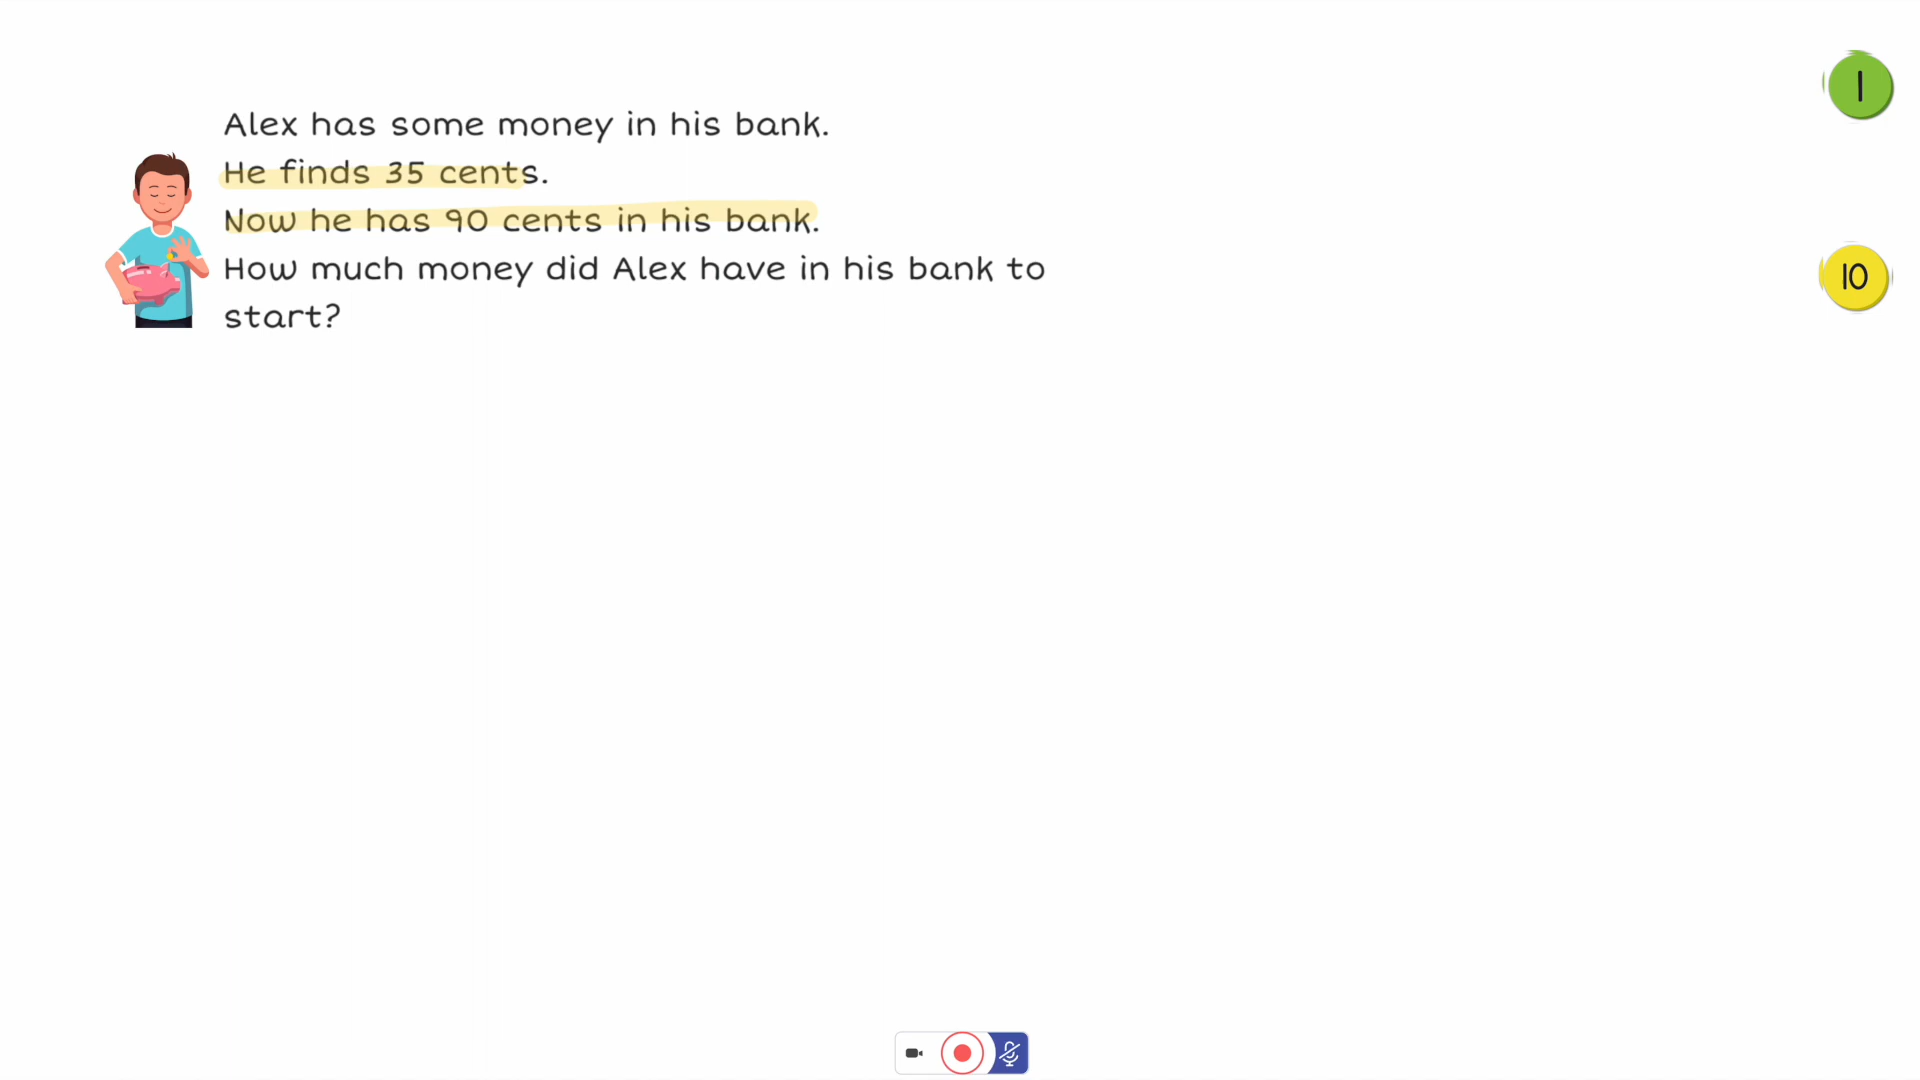 Alex has some money in his bank.
He finds 35 cents.
Now he has 90 cents in his bank.
How much money did Alex have in his bank to
start?
1
10